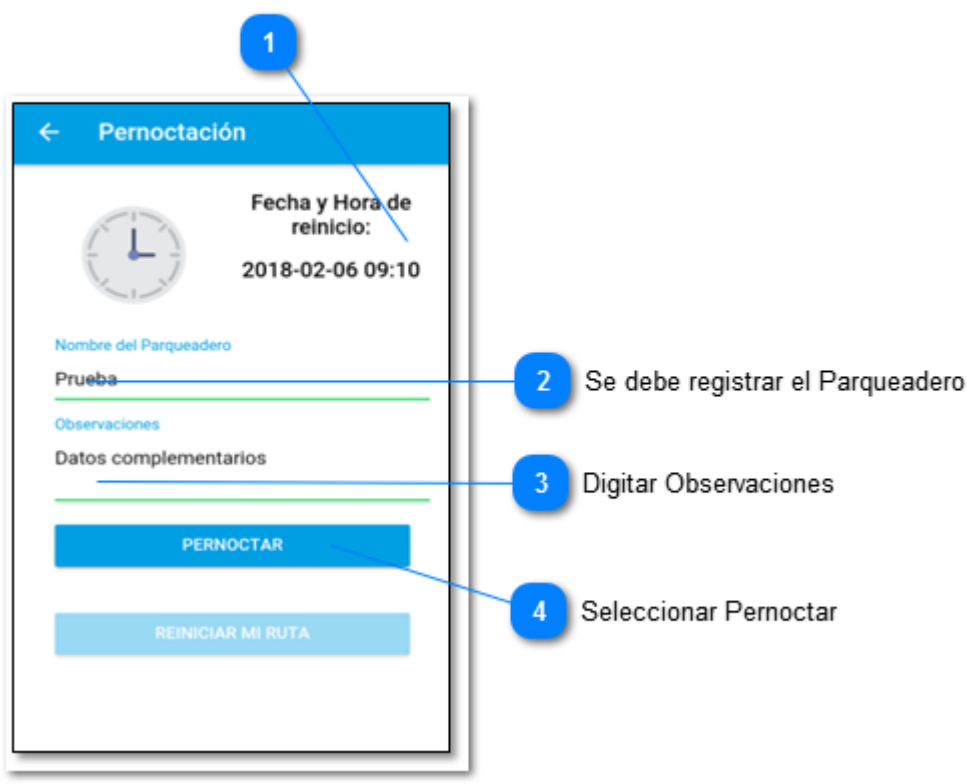 1
Pernoctación
Fecha y Hora de
reinicio:
2018-02-06 09:10
Nombre del Parqueadero
Prueba
2 Se debe registrar el Parqueadero
Observaciones
Datos complementarios
3 Digitar Observaciones
PERNOCTAR
4 Seleccionar Pernoctar
REINICIAR MI RUTA